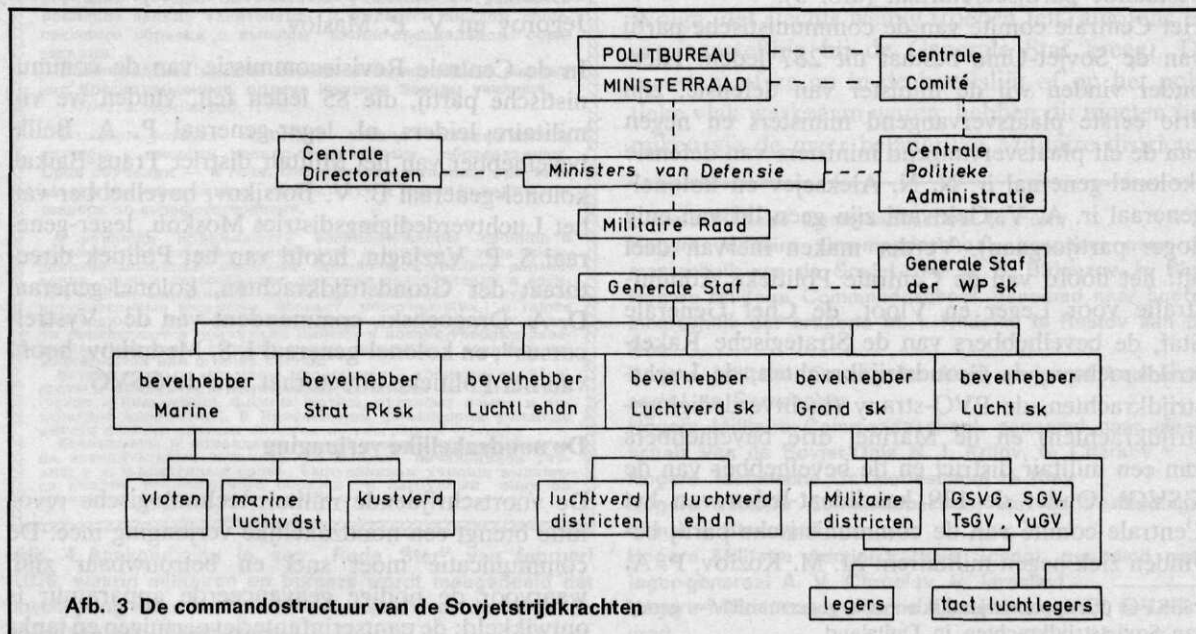 POLITBUREAU
MINISTERRAAD
Centrale
Comité
Centrale
Directoraten
Ministers van Defensie
Centrale
Politieke
Administratie
Militaire Raad
Generale Staf
Generale Staf
der WP sk
bevelhebber
Marine
bevelhebber
Strat Rksk
bevelhebber
Luchtl ehdn
bevelhebber
Luchtverd sk
bevelhebber
Grond sk
bevelhebber
Lucht sk
vloten
marine
luchtvdst
kustverd
luchtverd
districten
luchtverd
ehdn
Militaire
districten
GSVG SGV
TsGV YuGV
legers
tact luchtlegers
Afb. 3 De commandostructuur van de Sovjetstrijdkrachten